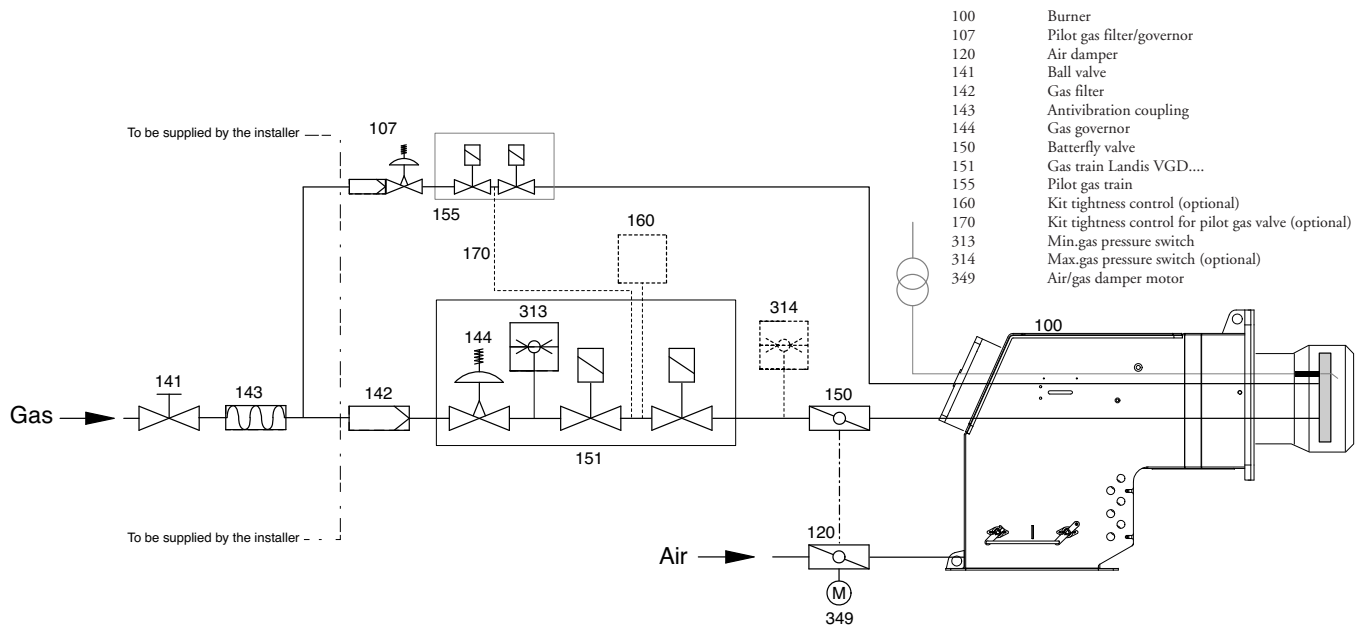 100 Burner
107 Pilot gas filter/governor
120 Air damper
141 Ball valve
142 Gas filter
143 Antivibration coupling
144 Gas governor
150 Batterfly valve
151 Gas train Landis VGD....
155 Pilot gas train
160 Kit tightness control (optional)
170 Kit tightness control for pilot gas valve (optional)
313 Min.gas pressure switch
314 Max.gas pressure switch (optional)
349 Air/gas damper motor
To be supplied by the installer
107
155
160
170
313
314
144
100
141
143
142
150
Gas
151
To be supplied by the installer
120
Air
M
349